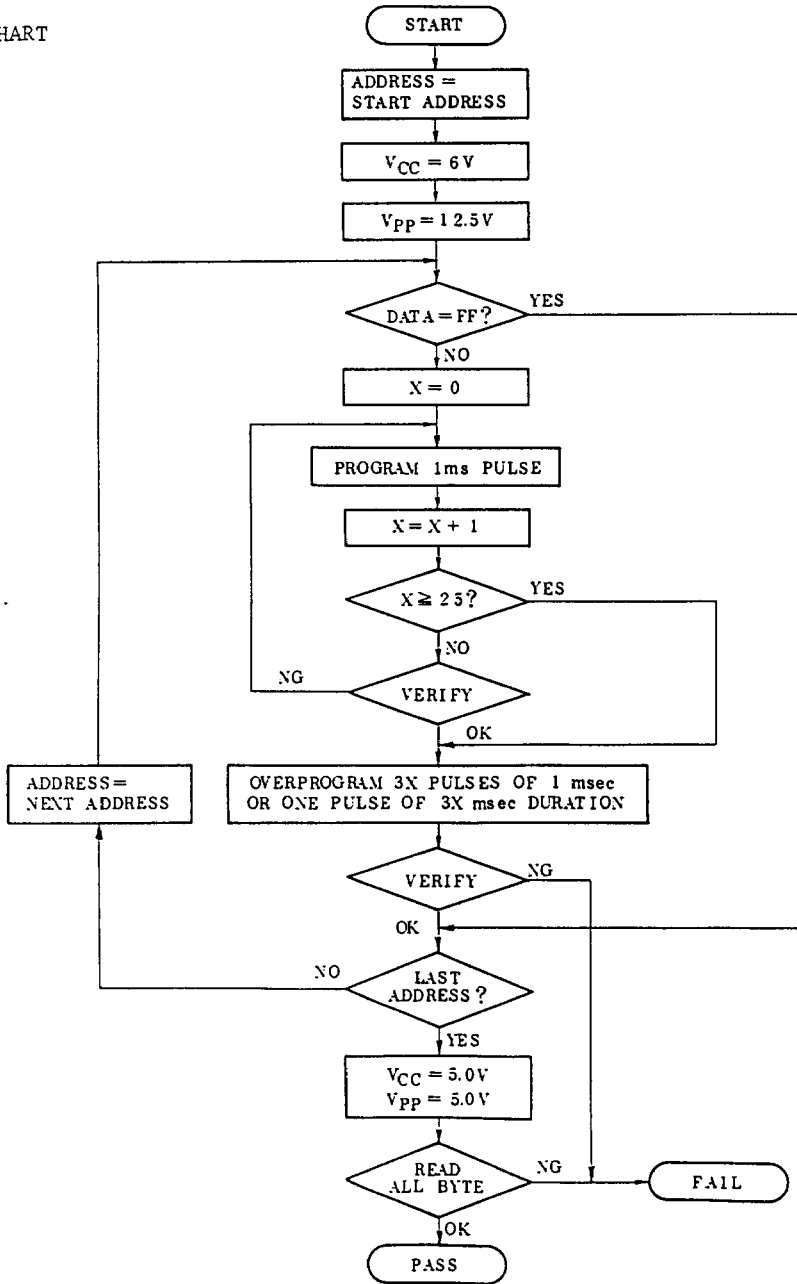 HART
START
ADDRESS =
START ADDRESS
VCC = 6V
VPP = 12.5V
DATA = FF?
YES
NO
X = 0
PROGRAM 1ms PULSE
X = X + 1
X ≧ 25?
YES
NO
NG
VERIFY
OK
ADDRESS =
NEXT ADDRESS
OVERPROGRAM 3X PULSES OF 1 msec
OR ONE PULSE OF 3X msec DURATION
VERIFY
NG
OK
NO
LAST
ADDRESS?
YES
VCC = 5.0V
VPP = 5.0V
READ
ALL BYTE
NG
FAIL
OK
PASS